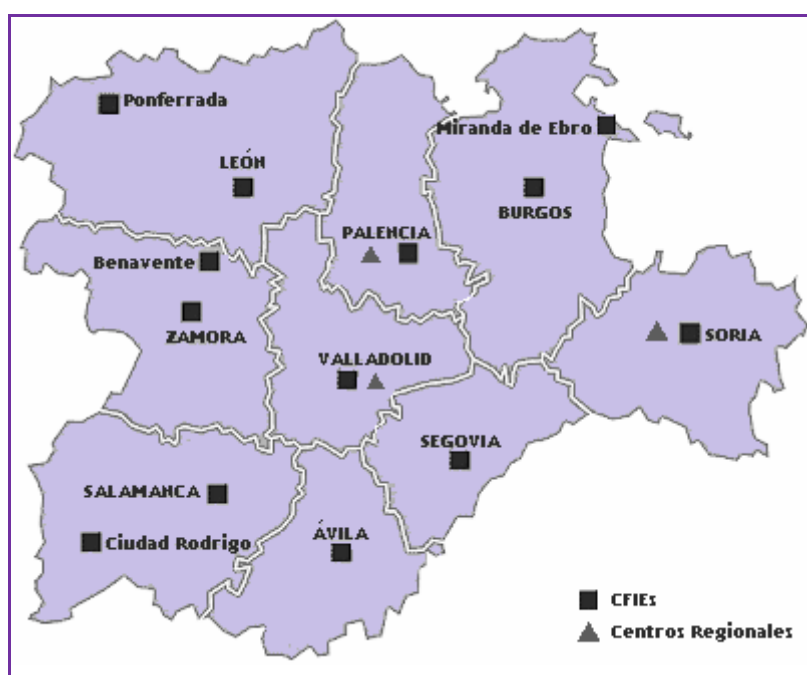 Ponferrada
Miranda de Ebro
LEÓN
BURGOS
PALENCIA
Benavente
ZAMORA
SORIA
VALLADOLID
SEGOVIA
SALAMANCA
Ciudad Rodrigo
ÁVILA
CFIEs
Centros Regionales